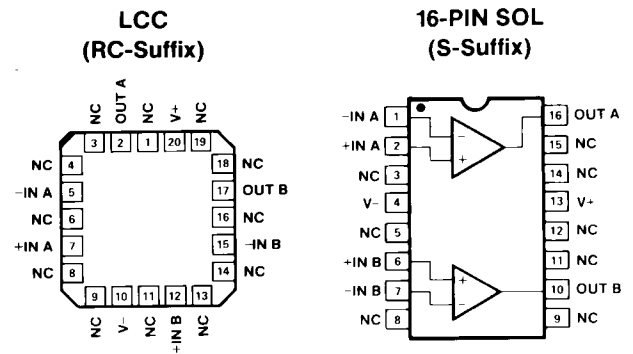 LCC
(RC-Suffix)
NC
OUT A
NC
V+
NC
3
2
1
20
19
NC 4
18 NC
-IN A 5
17 OUT B
NC 6
16 NC
+IN A 7
15 -IN B
NC 8
14 NC
9
10
11
12
13
NC
V-
NC
+IN B
NC
16-PIN SOL
(S-Suffix)
-IN A 1
16 OUT A
+IN A 2
15 NC
NC 3
14 NC
V- 4
13 V+
NC 5
12 NC
+IN B 6
11 NC
-IN B 7
10 OUT B
NC 8
9 NC
-
+
+
-